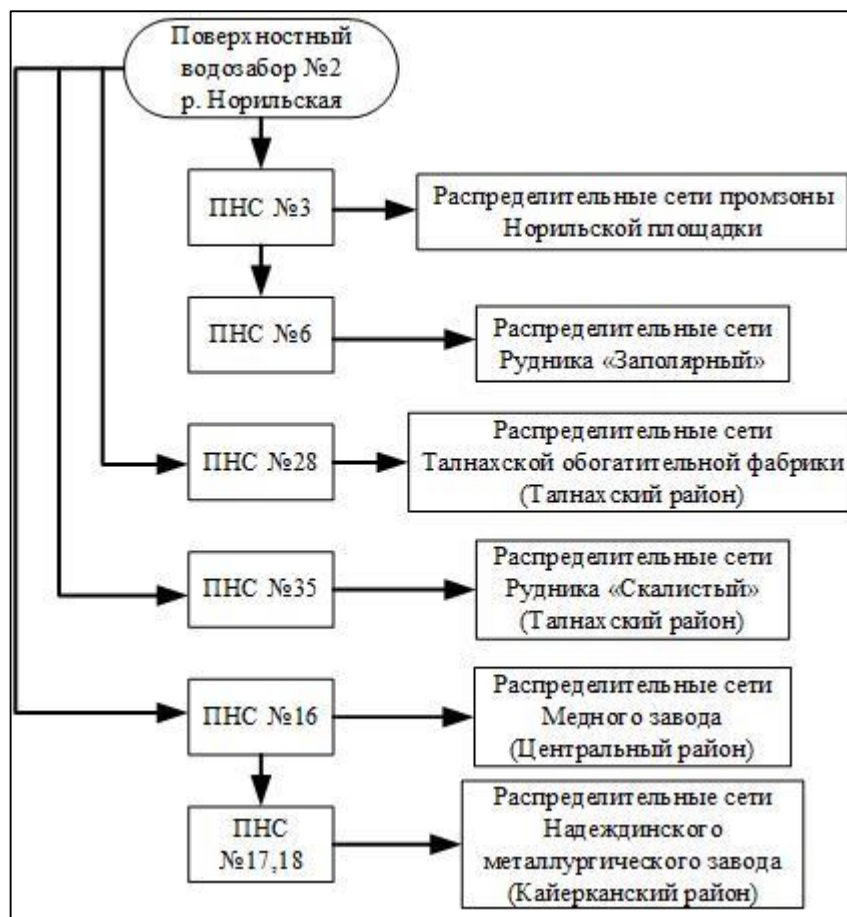 Поверхностный
водозабор №2
р. Норильская
ПНС №3
Распределительные сети промзоны
Норильской площадки
ПНС №6
Распределительные сети
Рудника «Заполярный»
ПНС №28
Распределительные сети
Талнахской обогатительной фабрики
(Талнахский район)
ПНС №35
Распределительные сети
Рудника «Скалистый»
(Талнахский район)
ПНС №16
Распределительные сети
Медного завода
(Центральный район)
ПНС
№17,18
Распределительные сети
Надеждинского
металлургического завода
(Кайерканский район)